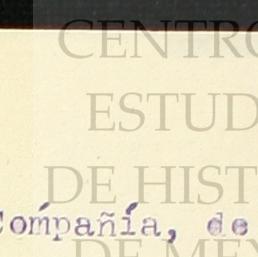 CENTRO
ESTUD
DE HIST
Compañía, de
DE MEX